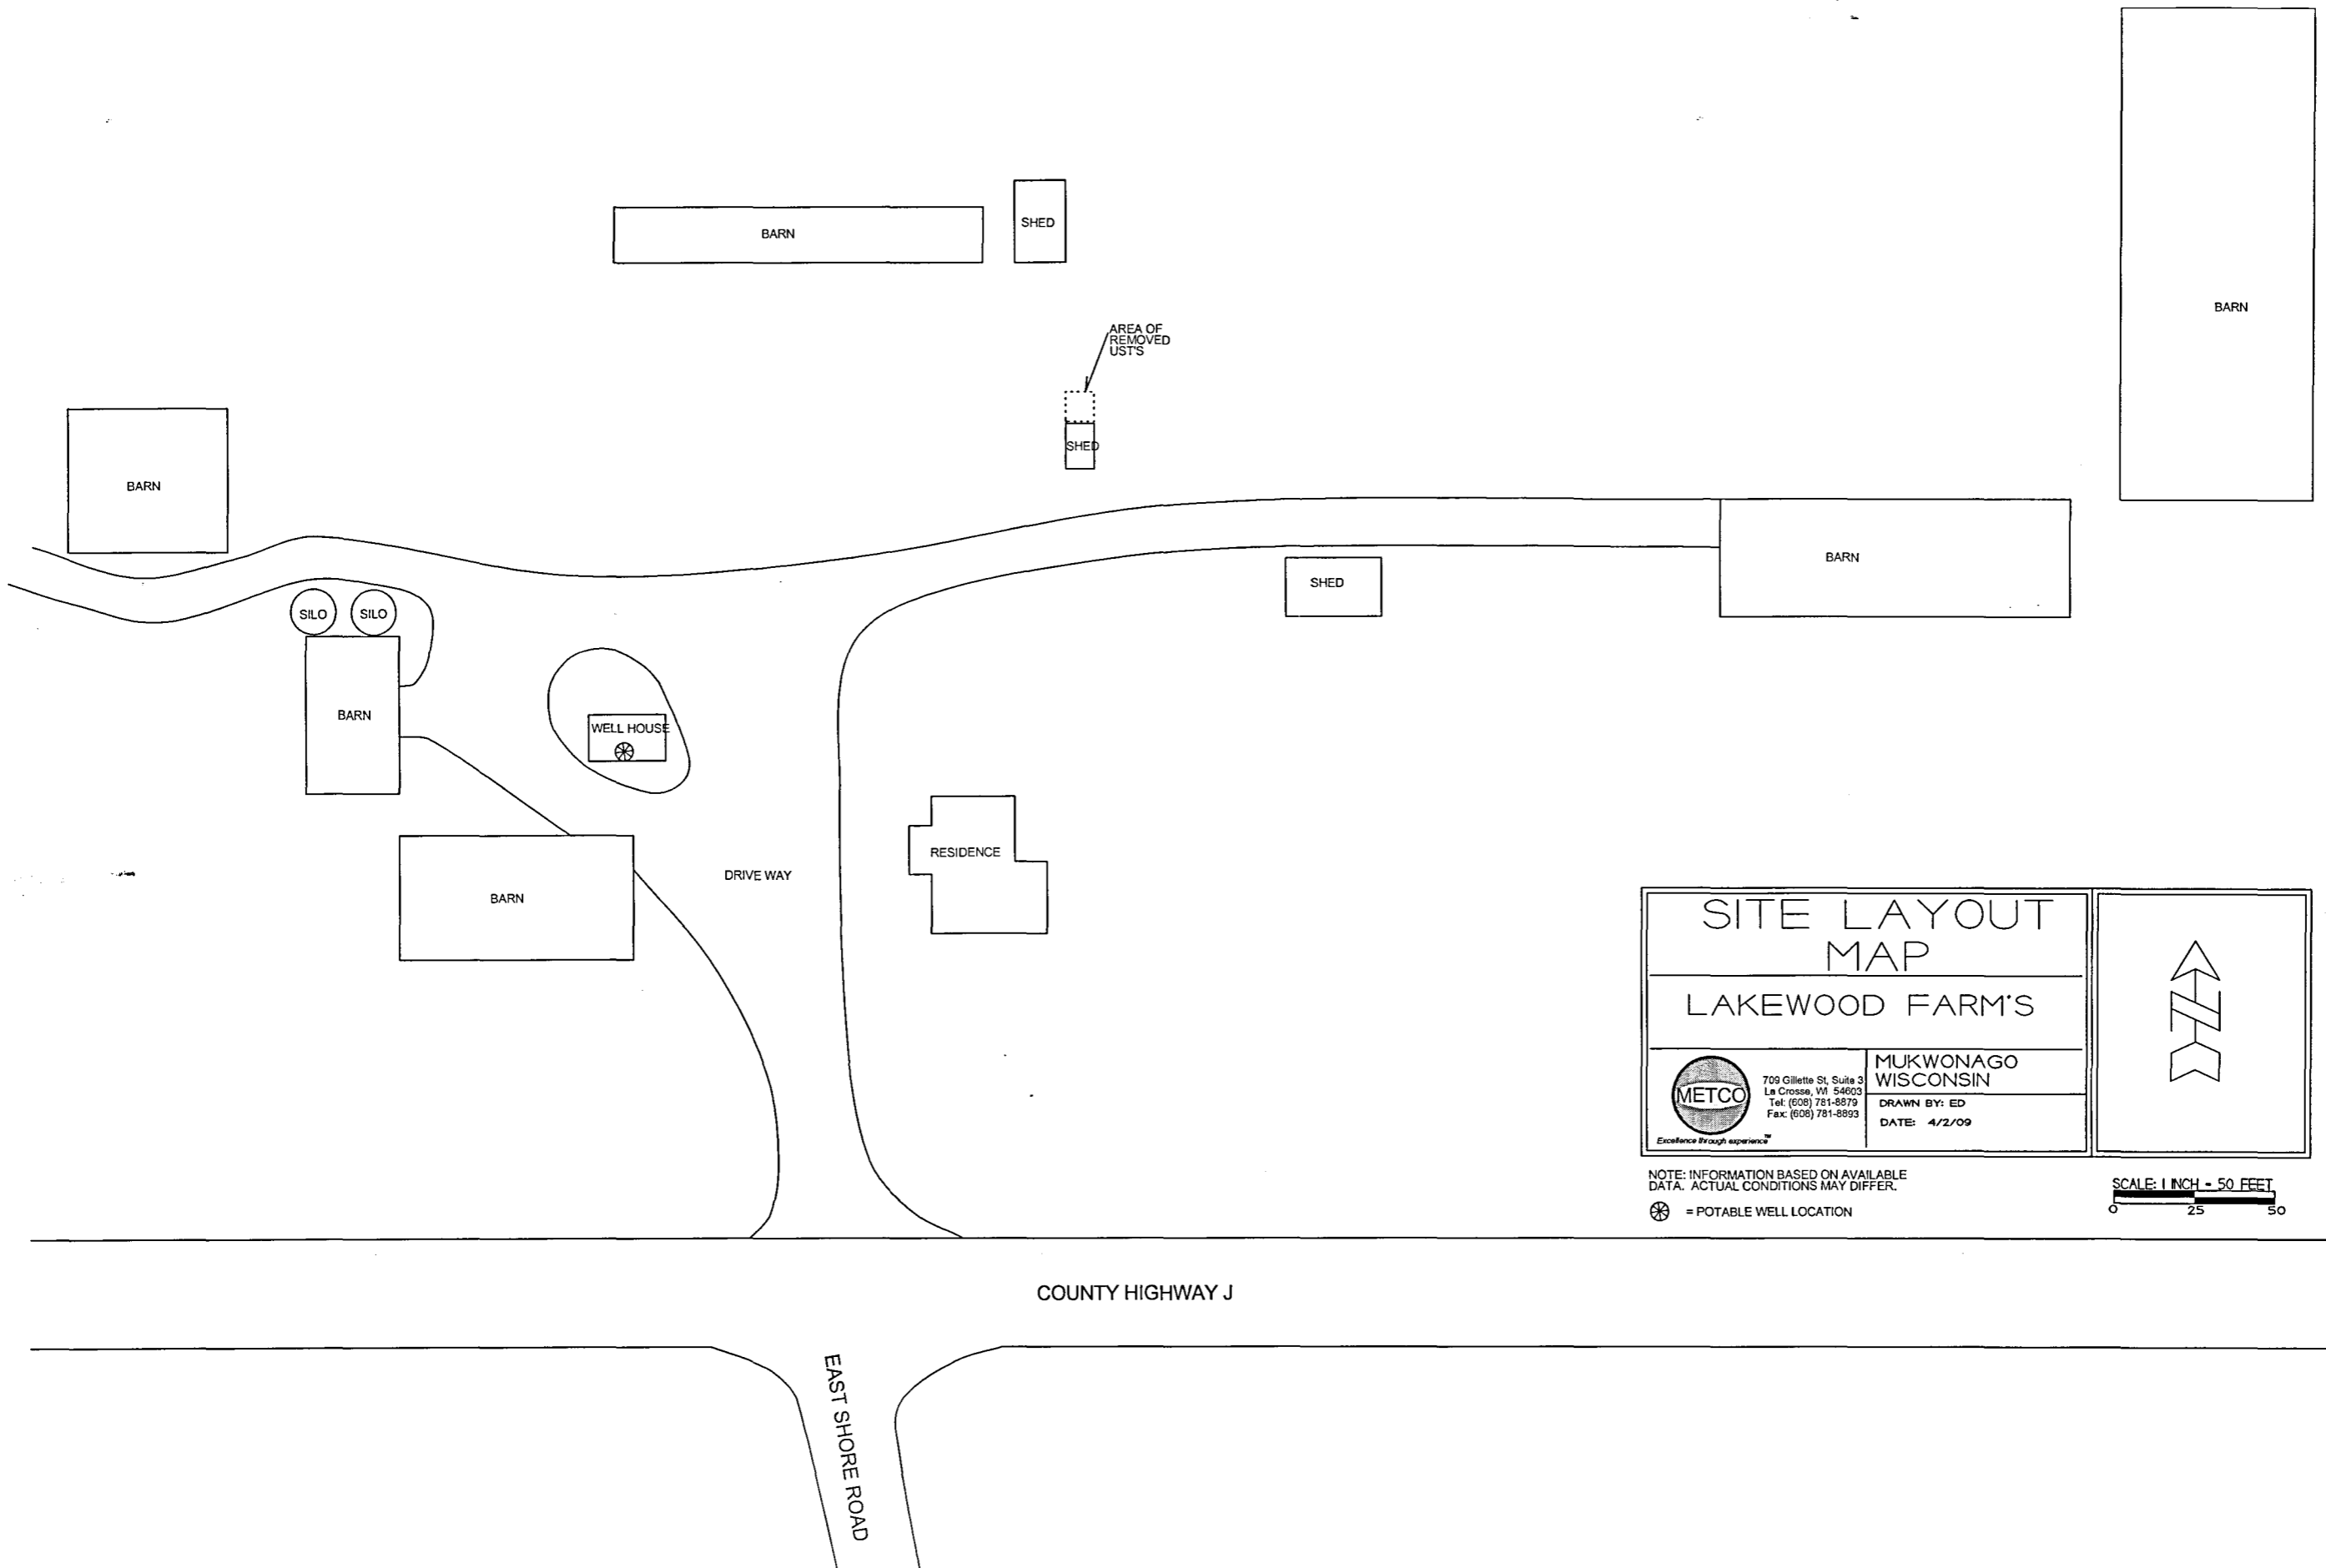 BARN
SHED
BARN
AREA OF
REMOVED
UST'S
SHED
BARN
BARN
SHED
SILO
SILO
BARN
WELL HOUSE
RESIDENCE
DRIVE WAY
BARN
SITE LAYOUT
MAP
LAKEWOOD FARM'S
METCO
Excellence through experience™
709 Gillette St, Suite 3
La Crosse, WI 54603
Tel: (608) 781-8879
Fax: (608) 781-8893
MUKWONAGO
WISCONSIN
DRAWN BY: ED
DATE: 4/2/09
N
NOTE: INFORMATION BASED ON AVAILABLE
DATA. ACTUAL CONDITIONS MAY DIFFER.
= POTABLE WELL LOCATION
SCALE: 1 INCH = 50 FEET
0 25 50
COUNTY HIGHWAY J
EAST SHORE ROAD